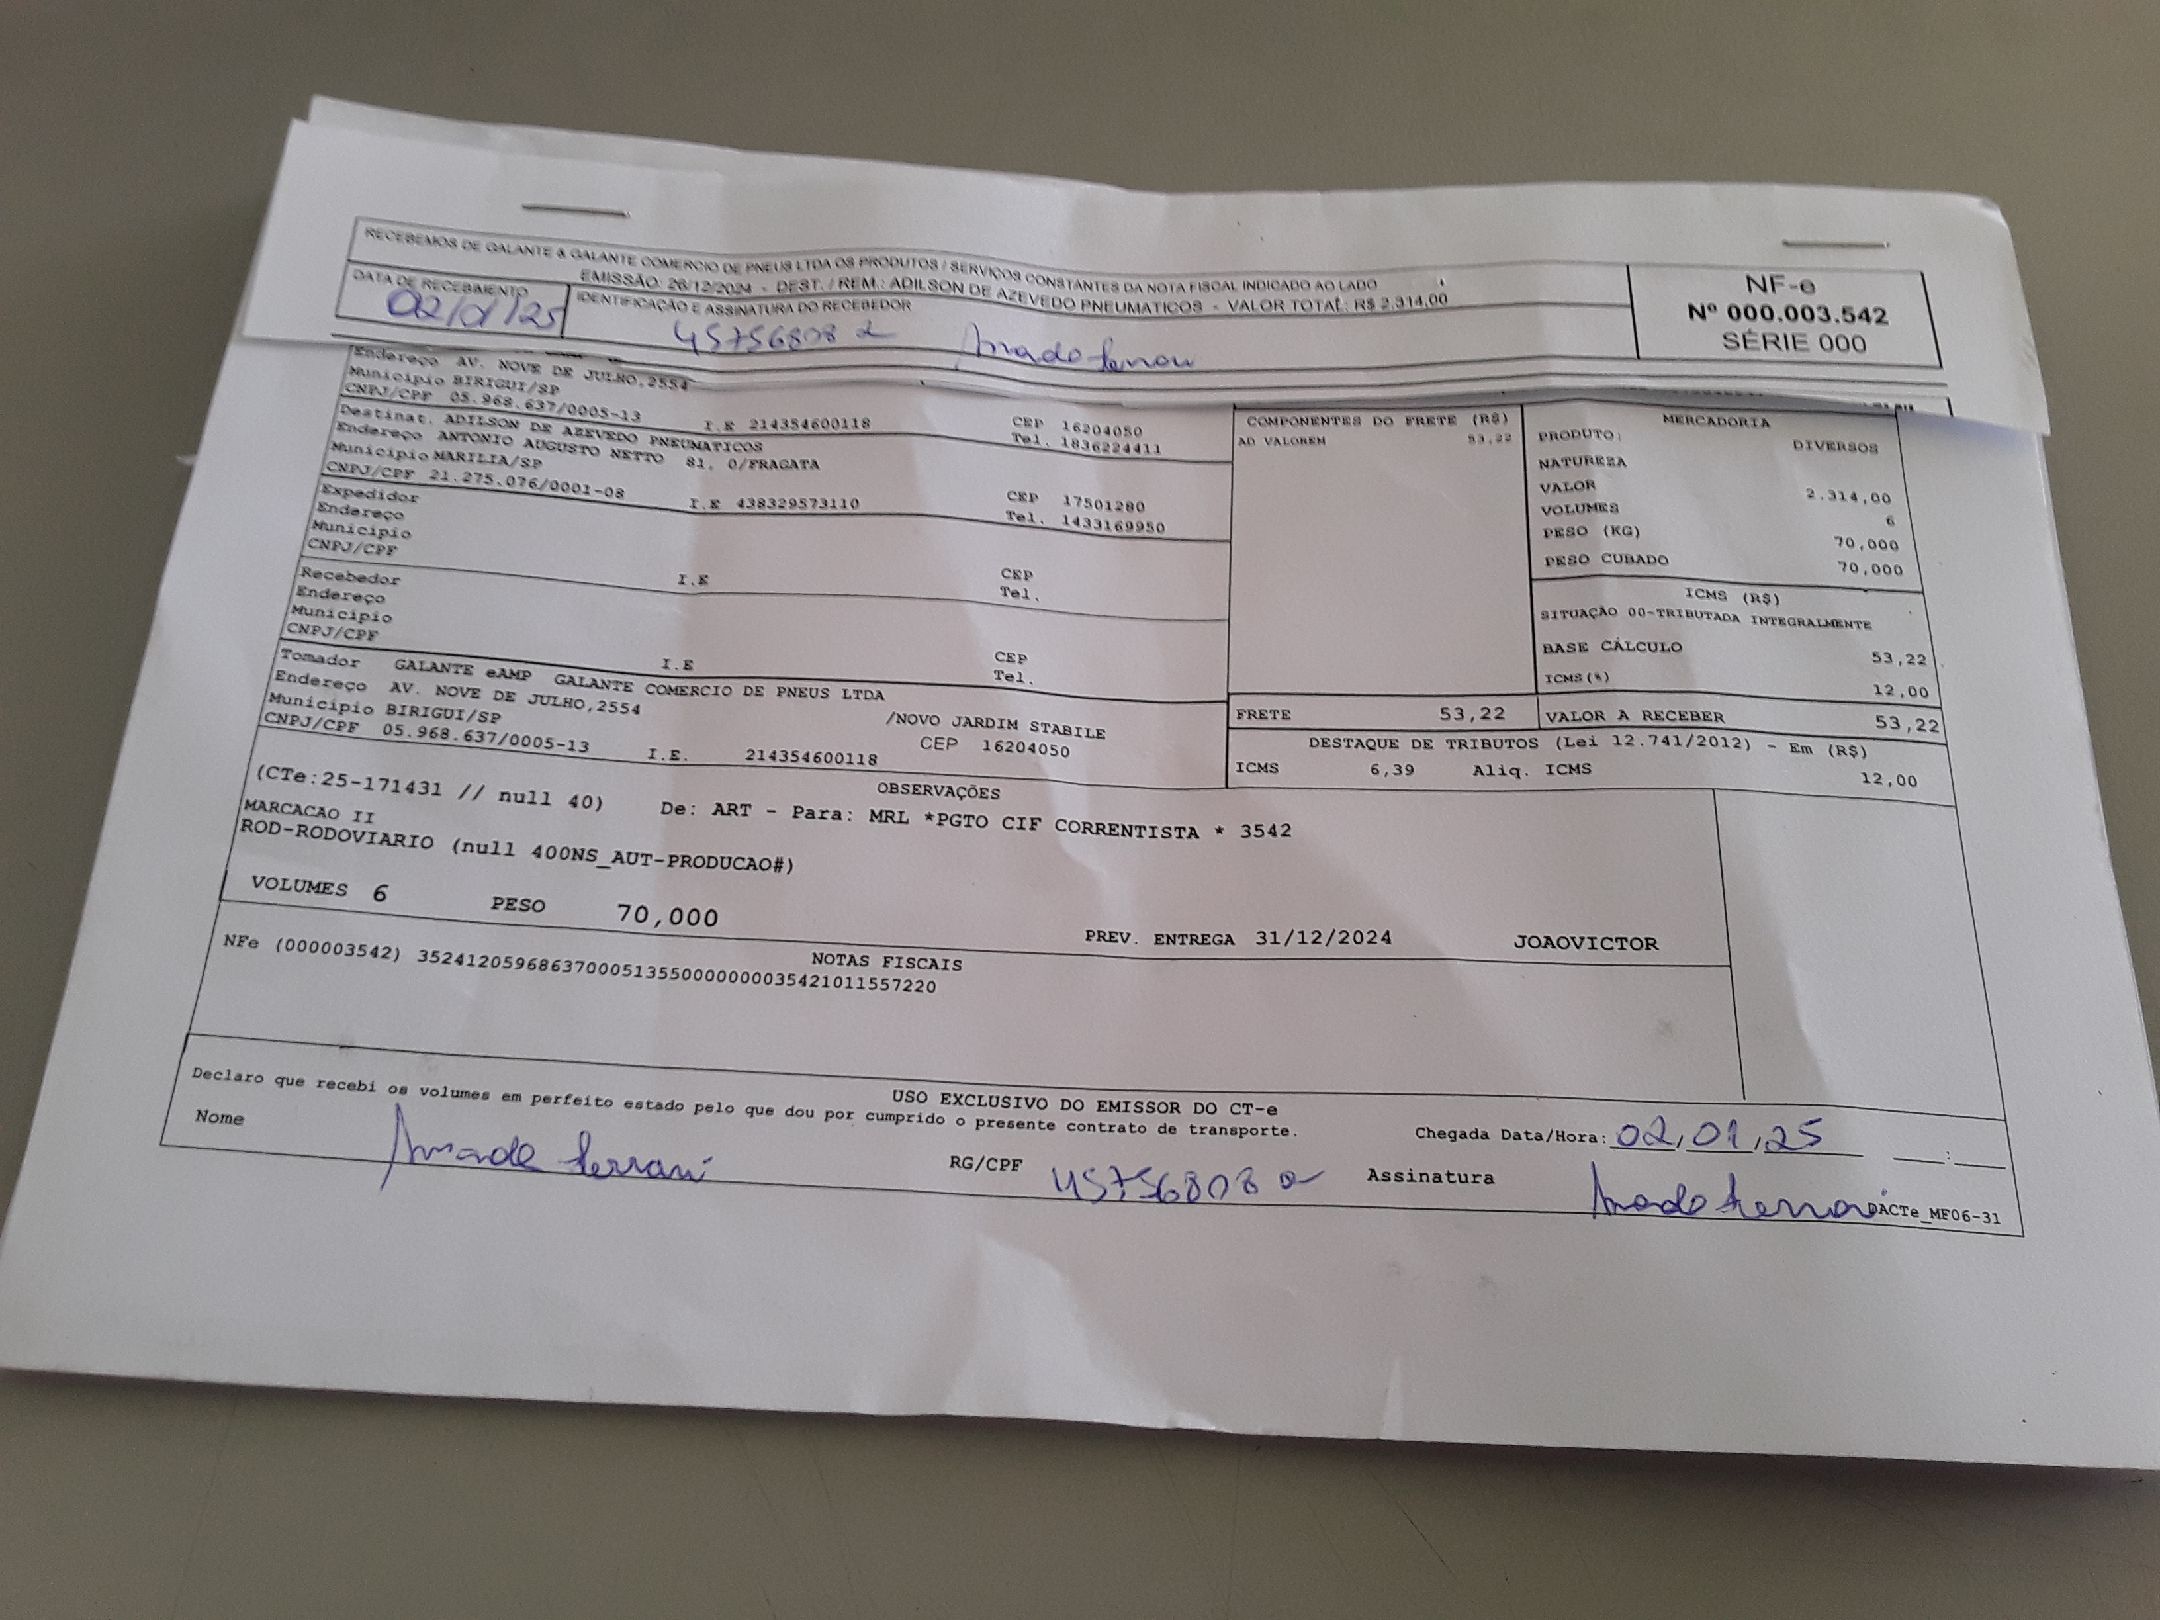 RECEBEMOS DE GALANTE & GALANTE COMERCIO DE PNEUS LTDA OS PRODUTOS / SERVIÇOS CONSTANTES DA NOTA FISCAL INDICADO AO LADO
EMISSÃO: 26/12/2024 - DEST. / REM.: ADILSON DE AZEVEDO PNEUMATICOS - VALOR TOTAL: R$ 2.314,00
NF-e
Nº 000.003.542
SÉRIE 000
DATA DE RECEBIMENTO
02/01/25
IDENTIFICAÇÃO E ASSINATURA DO RECEBEDOR
45756808
Endereço AV. NOVE DE JULHO,2554
Município BIRIGUI/SP
CNPJ/CPF 05.968.637/0005-13 I.E 214354600118
CEP 16204050
Tel. 1836224411
Destinat. ADILSON DE AZEVEDO PNEUMATICOS
Endereço ANTONIO AUGUSTO NETTO 81, 0/FRAGATA
Município MARILIA/SP
CNPJ/CPF 21.275.076/0001-08 I.E 438329573110
CEP 17501280
Tel. 1433169950
Expedidor
Endereço
Município
CNPJ/CPF
I.E
CEP
Tel.
Recebedor
Endereço
Município
CNPJ/CPF
I.E
CEP
Tel.
Tomador GALANTE eAMP GALANTE COMERCIO DE PNEUS LTDA
Endereço AV. NOVE DE JULHO,2554 /NOVO JARDIM STABILE
Município BIRIGUI/SP CEP 16204050
CNPJ/CPF 05.968.637/0005-13 I.E. 214354600118
COMPONENTES DO FRETE (R$)
AD VALOREM 53,22
MERCADORIA
PRODUTO: DIVERSOS
NATUREZA
VALOR 2.314,00
VOLUMES 6
PESO (KG) 70,000
PESO CUBADO 70,000
ICMS (R$)
SITUAÇÃO 00-TRIBUTADA INTEGRALMENTE
BASE CÁLCULO 53,22
ICMS(%) 12,00
FRETE 53,22 VALOR A RECEBER 53,22
DESTAQUE DE TRIBUTOS (Lei 12.741/2012) - Em (R$)
ICMS 6,39 Aliq. ICMS 12,00
OBSERVAÇÕES
(CTe:25-171431 // null 40) De: ART - Para: MRL *PGTO CIF CORRENTISTA * 3542
MARCACAO II
ROD-RODOVIARIO (null 400NS_AUT-PRODUCAO#)
VOLUMES 6 PESO 70,000 PREV. ENTREGA 31/12/2024 JOAOVICTOR
NOTAS FISCAIS
NFe (000003542) 35241205968637000513550000000035421011557220
USO EXCLUSIVO DO EMISSOR DO CT-e
Declaro que recebi os volumes em perfeito estado pelo que dou por cumprido o presente contrato de transporte.
Chegada Data/Hora: 02,01,25 :
Nome
RG/CPF 45756808
Assinatura
DACTe_MF06-31